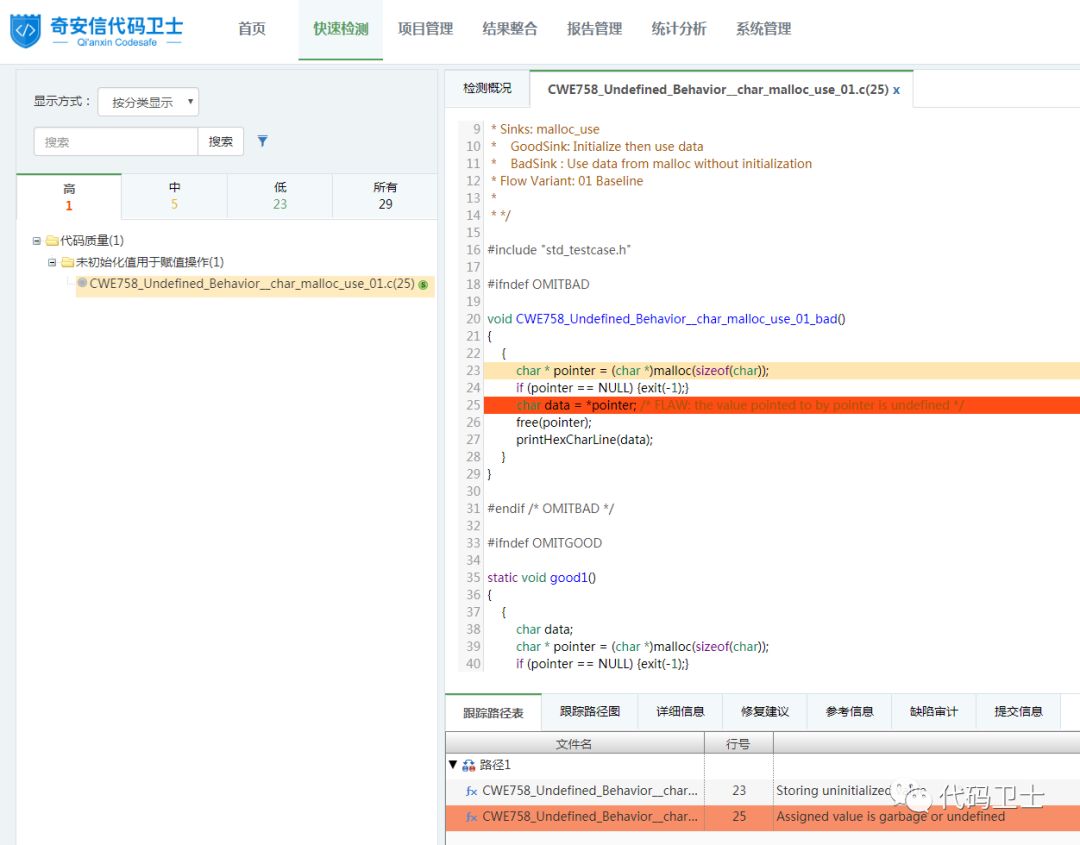 奇安信代码卫士
Qi'anxin Codesafe
首页
快速检测
项目管理
结果整合
报告管理
统计分析
系统管理
显示方式：
按分类显示
搜索
搜索
高
1
中
5
低
23
所有
29
代码质量(1)
未初始化值用于赋值操作(1)
CWE758_Undefined_Behavior__char_malloc_use_01.c(25)
检测概况
CWE758_Undefined_Behavior__char_malloc_use_01.c(25) x
9 * Sinks: malloc_use
10 *    GoodSink: Initialize then use data
11 *    BadSink : Use data from malloc without initialization
12 * Flow Variant: 01 Baseline
13 *
14 * */
15
16 #include "std_testcase.h"
17
18 #ifndef OMITBAD
19
20 void CWE758_Undefined_Behavior__char_malloc_use_01_bad()
21 {
22     {
23         char * pointer = (char *)malloc(sizeof(char));
24         if (pointer == NULL) {exit(-1);}
25         char data = *pointer; /* FLAW: the value pointed to by pointer is undefined */
26         free(pointer);
27         printHexCharLine(data);
28     }
29 }
30
31 #endif /* OMITBAD */
32
33 #ifndef OMITGOOD
34
35 static void good1()
36 {
37     {
38         char data;
39         char * pointer = (char *)malloc(sizeof(char));
40         if (pointer == NULL) {exit(-1);}
跟踪路径表
跟踪路径图
详细信息
修复建议
参考信息
缺陷审计
提交信息
文件名
行号
路径1
fx CWE758_Undefined_Behavior__char... 23 Storing uninitialized
fx CWE758_Undefined_Behavior__char... 25 Assigned value is garbage or undefined
代码卫士